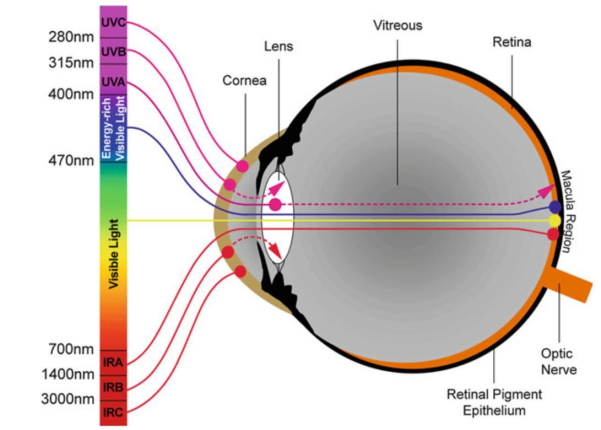 UVC
280nm
UVB
315nm
UVA
400nm
Energy-rich
Visible Light
470nm
Visible Light
700nm
IRA
1400nm
IRB
3000nm
IRC
Cornea
Lens
Vitreous
Retina
Macula Region
Optic
Nerve
Retinal Pigment
Epithelium